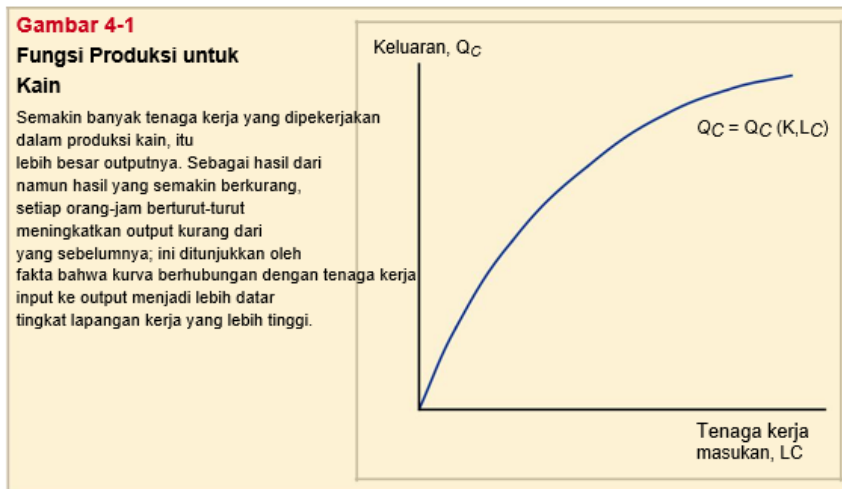 Gambar 4-1
Fungsi Produksi untuk
Kain
Semakin banyak tenaga kerja yang dipekerjakan
dalam produksi kain, itu
lebih besar outputnya. Sebagai hasil dari
namun hasil yang semakin berkurang,
setiap orang-jam berturut-turut
meningkatkan output kurang dari
yang sebelumnya; ini ditunjukkan oleh
fakta bahwa kurva berhubungan dengan tenaga kerja
input ke output menjadi lebih datar
tingkat lapangan kerja yang lebih tinggi.
Keluaran, QC
QC = QC (K,LC)
Tenaga kerja
masukan, LC